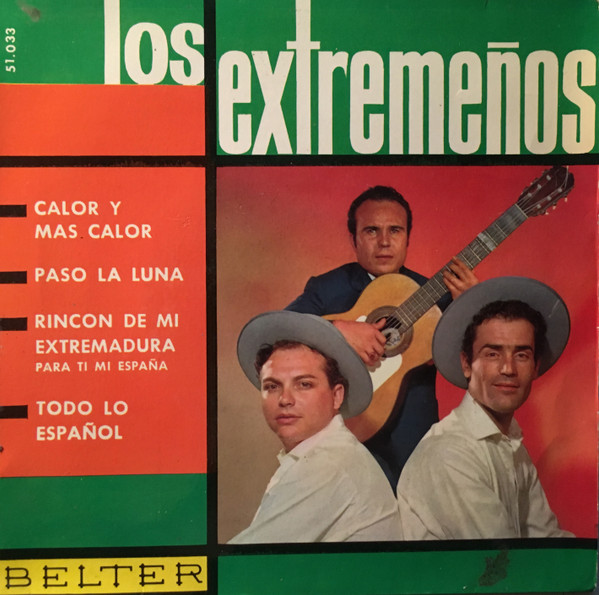 51.033
los
extremeños
CALOR Y
MAS CALOR
PASO LA LUNA
RINCON DE MI
EXTREMADURA
PARA TI MI ESPAÑA
TODO LO
ESPAÑOL
BELTER